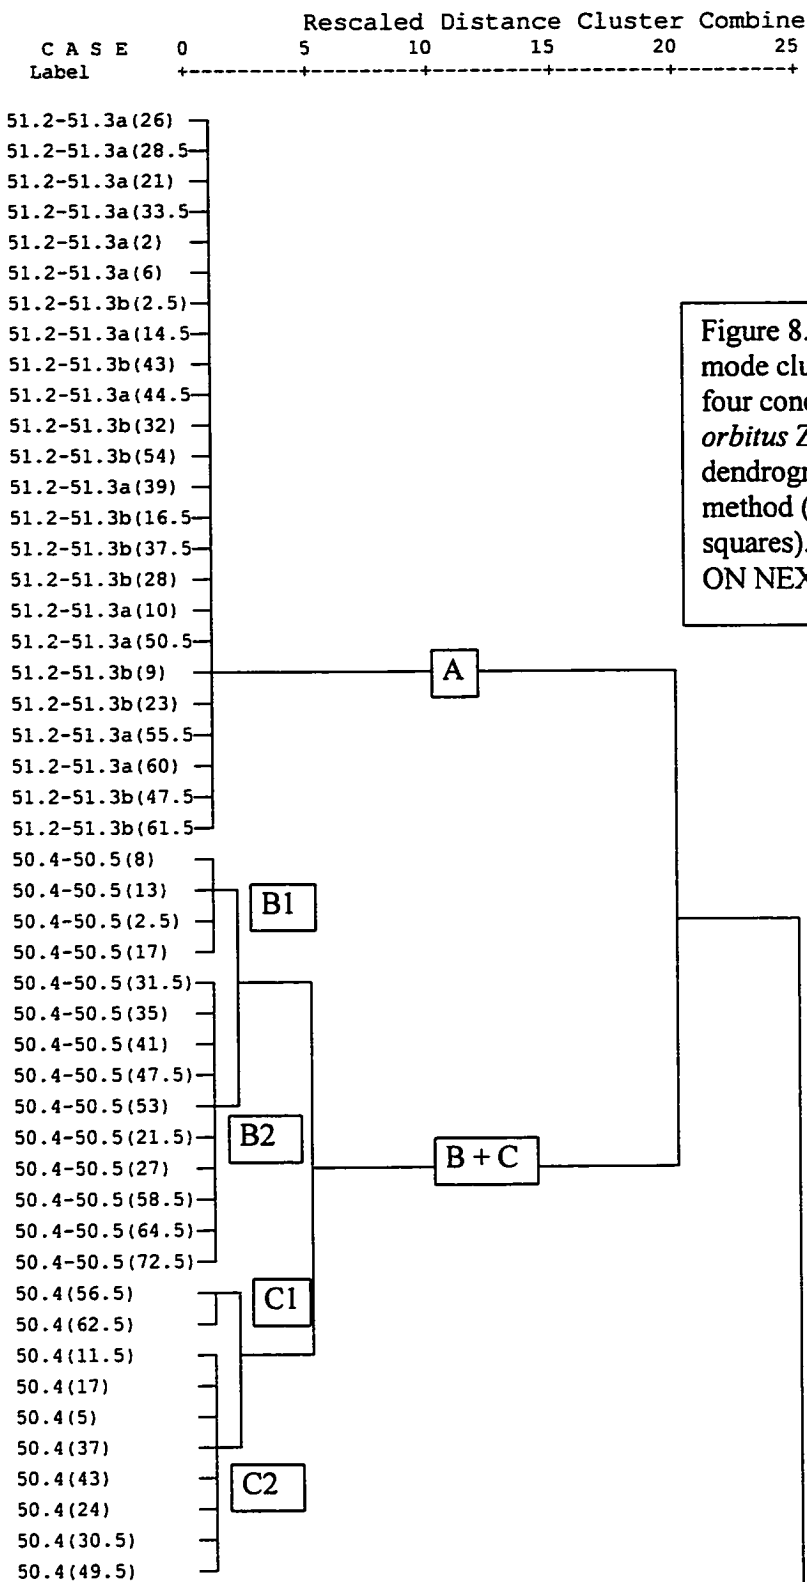 Rescaled Distance Cluster Combine
C A S E 0 5 10 15 20 25
Label +---------+---------+---------+---------+---------+
51.2-51.3a(26)
51.2-51.3a(28.5
51.2-51.3a(21)
51.2-51.3a(33.5
51.2-51.3a(2)
51.2-51.3a(6)
51.2-51.3b(2.5)
51.2-51.3a(14.5
51.2-51.3b(43)
51.2-51.3a(44.5
51.2-51.3b(32)
51.2-51.3b(54)
51.2-51.3a(39)
51.2-51.3b(16.5
51.2-51.3b(37.5
51.2-51.3b(28)
51.2-51.3a(10)
51.2-51.3a(50.5
51.2-51.3b(9)
51.2-51.3b(23)
51.2-51.3a(55.5
51.2-51.3a(60)
51.2-51.3b(47.5
51.2-51.3b(61.5
50.4-50.5(8)
50.4-50.5(13)
50.4-50.5(2.5)
50.4-50.5(17)
50.4-50.5(31.5)
50.4-50.5(35)
50.4-50.5(41)
50.4-50.5(47.5)
50.4-50.5(53)
50.4-50.5(21.5)
50.4-50.5(27)
50.4-50.5(58.5)
50.4-50.5(64.5)
50.4-50.5(72.5)
50.4(56.5)
50.4(62.5)
50.4(11.5)
50.4(17)
50.4(5)
50.4(37)
50.4(43)
50.4(24)
50.4(30.5)
50.4(49.5)
Figure 8.
mode clu
four cond
orbitus Z
dendrogr
method (
squares).
ON NEX
A
B1
B2
B + C
C1
C2